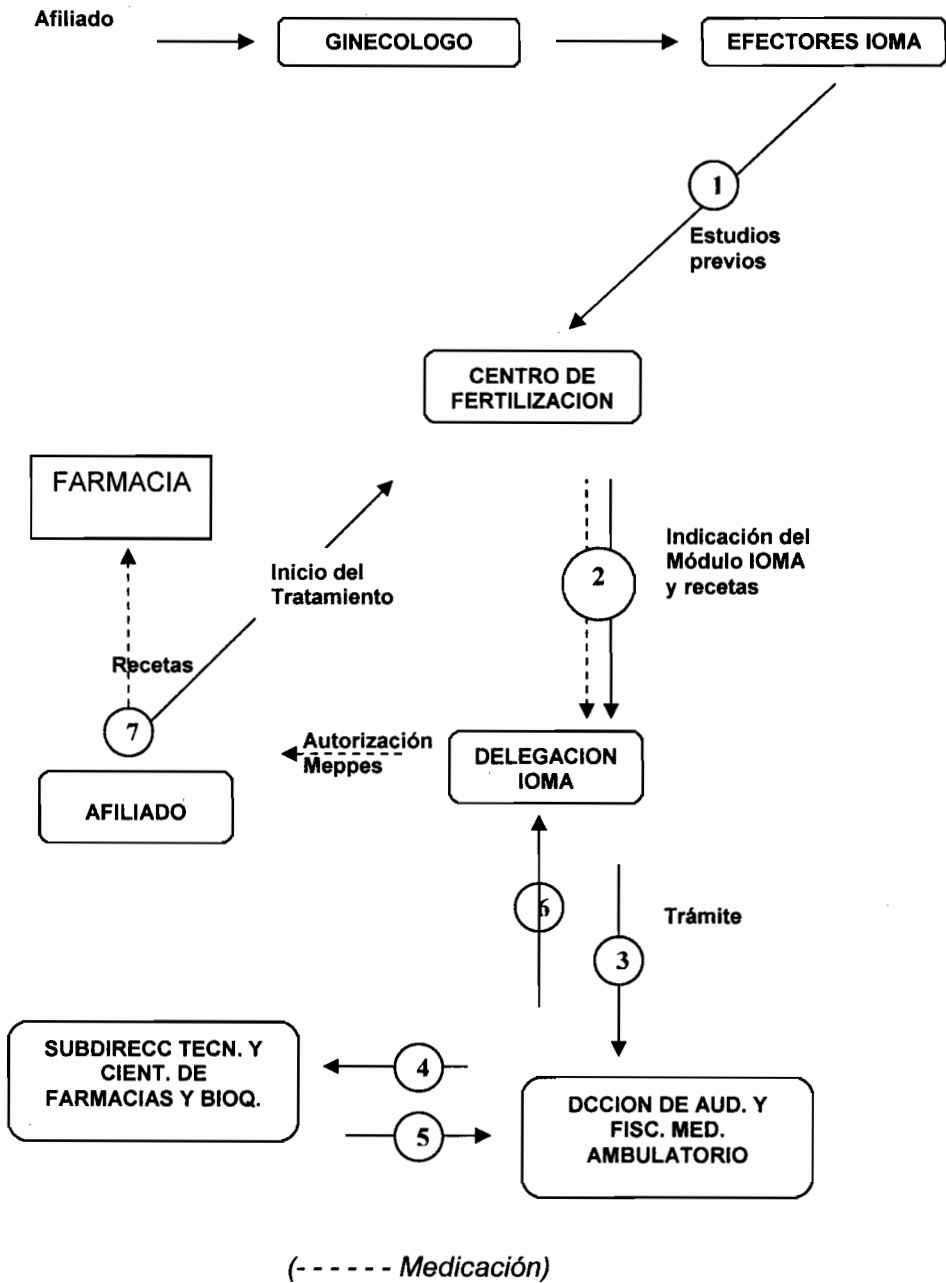 Afiliado
GINECOLOGO
EFECTORES IOMA
1
Estudios
previos
CENTRO DE
FERTILIZACION
FARMACIA
Inicio del
Tratamiento
2
Indicación del
Módulo IOMA
y recetas
Recetas
7
Autorización
Meppes
DELEGACION
IOMA
AFILIADO
6
Trámite
3
SUBDIRECC TECN. Y
CIENT. DE
FARMACIAS Y BIOQ.
4
5
DCCION DE AUD. Y
FISC. MED.
AMBULATORIO
(- - - - - - Medicación)